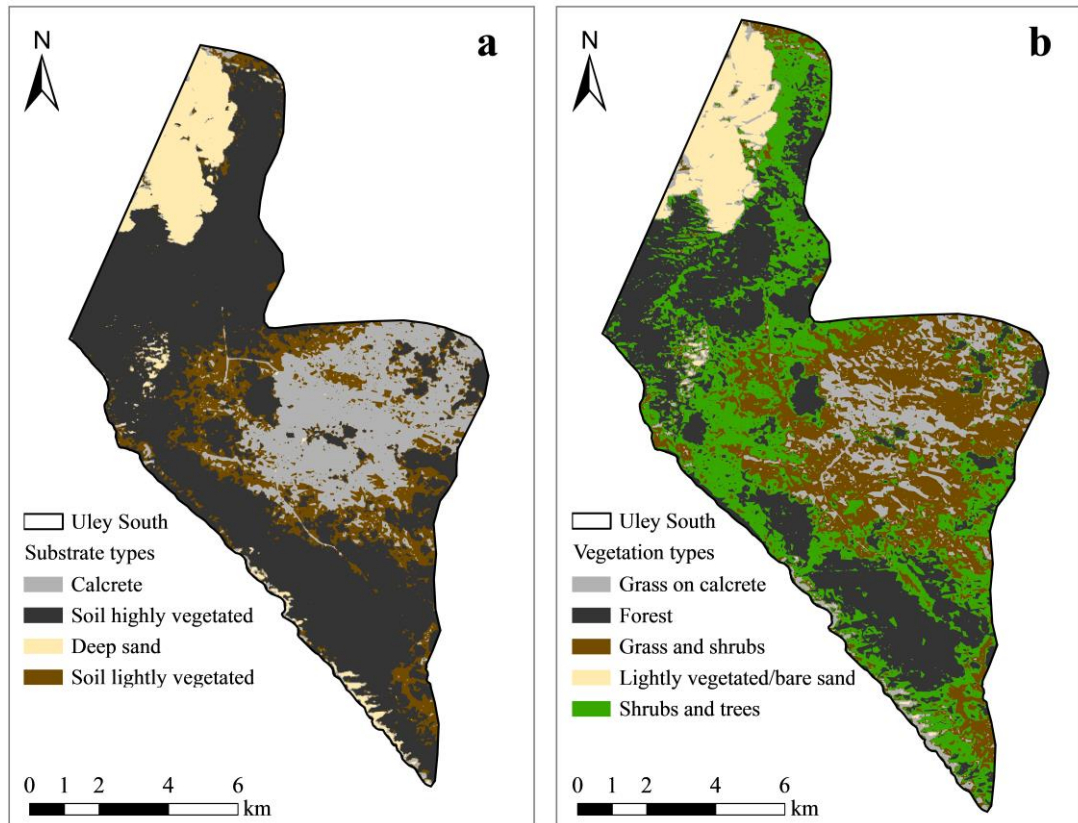 N
a
Uley South
Substrate types
Calcrete
Soil highly vegetated
Deep sand
Soil lightly vegetated
0 1 2 4 6
km
N
b
Uley South
Vegetation types
Grass on calcrete
Forest
Grass and shrubs
Lightly vegetated/bare sand
Shrubs and trees
0 1 2 4 6
km